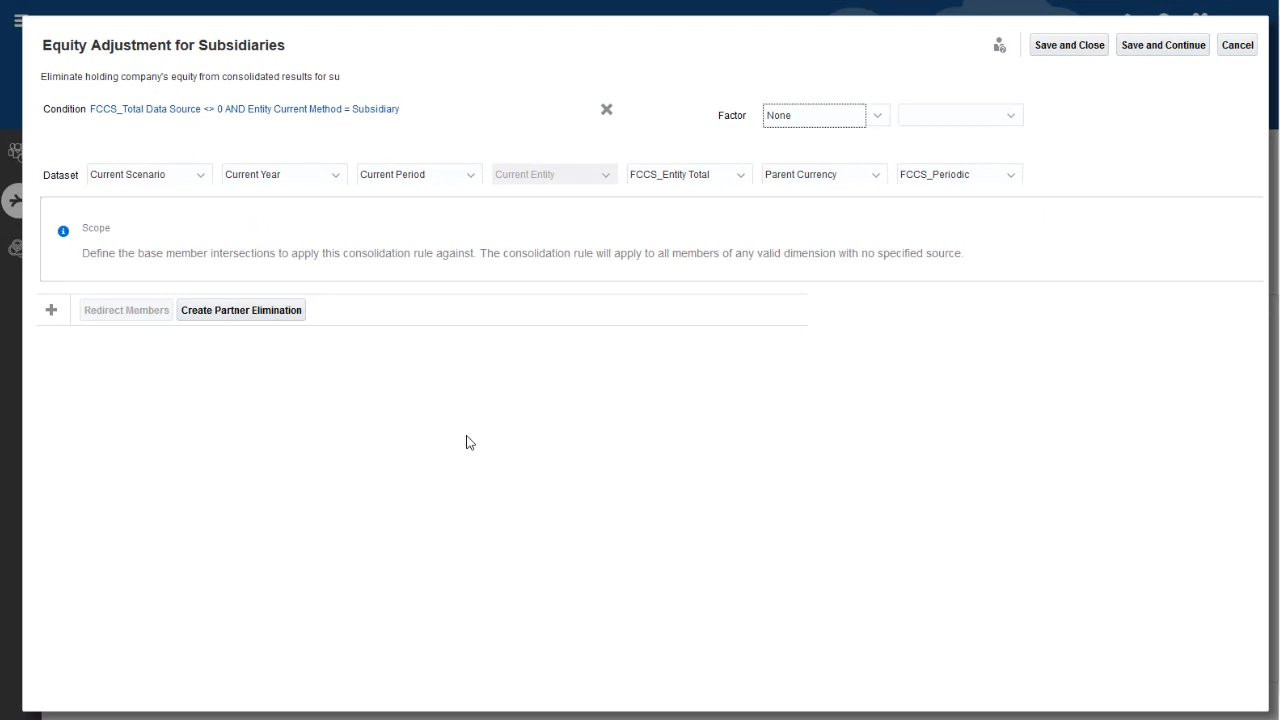 Equity Adjustment for Subsidiaries
Save and Close
Save and Continue
Cancel
Eliminate holding company's equity from consolidated results for su
Condition FCCS_Total Data Source <> 0 AND Entity Current Method = Subsidiary
Factor None
Dataset Current Scenario Current Year Current Period Current Entity FCCS_Entity Total Parent Currency FCCS_Periodic
Scope
Define the base member intersections to apply this consolidation rule against. The consolidation rule will apply to all members of any valid dimension with no specified source.
Redirect Members Create Partner Elimination